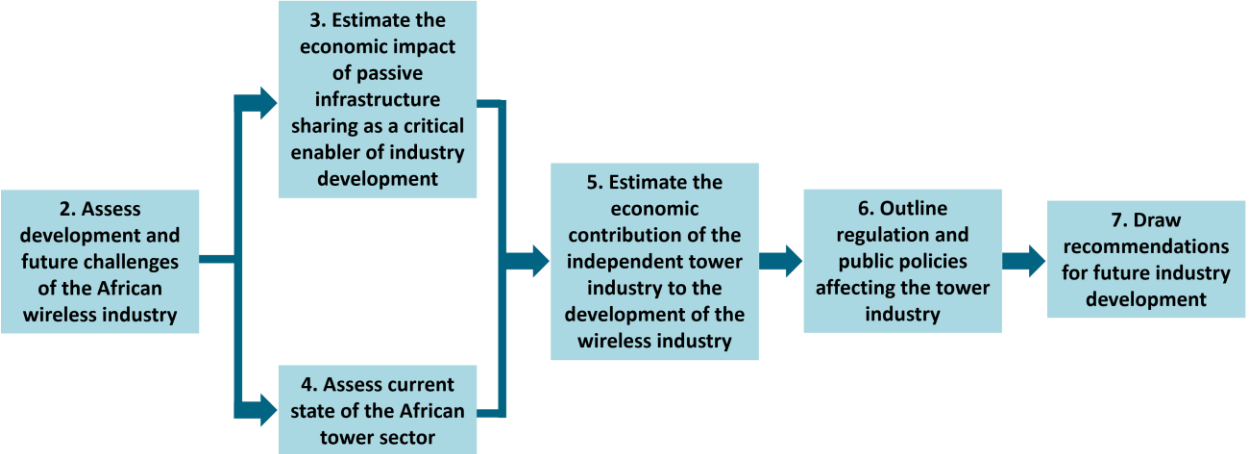 2. Assess
development and
future challenges
of the African
wireless industry
3. Estimate the
economic impact
of passive
infrastructure
sharing as a critical
enabler of industry
development
4. Assess current
state of the African
tower sector
5. Estimate the
economic
contribution of the
independent tower
industry to the
development of the
wireless industry
6. Outline
regulation and
public policies
affecting the tower
industry
7. Draw
recommendations
for future industry
development